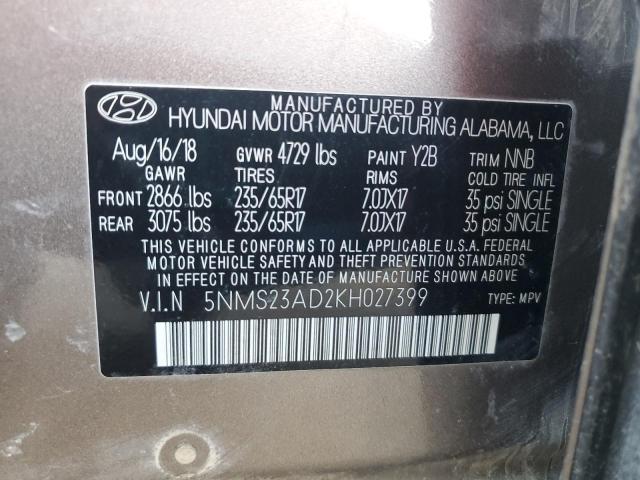 MANUFACTURED BY
HYUNDAI MOTOR MANUFACTURING ALABAMA, LLC
Aug/16/18 GVWR 4729 lbs PAINT Y2B TRIM NNB
GAWR TIRES RIMS COLD TIRE INFL
FRONT 2866 lbs 235/65R17 7.0JX17 35 psi SINGLE
REAR 3075 lbs 235/65R17 7.0JX17 35 psi SINGLE
THIS VEHICLE CONFORMS TO ALL APPLICABLE U.S.A. FEDERAL
MOTOR VEHICLE SAFETY AND THEFT PREVENTION STANDARDS
IN EFFECT ON THE DATE OF MANUFACTURE SHOWN ABOVE.
V.I.N 5NMS23AD2KH027399 TYPE: MPV